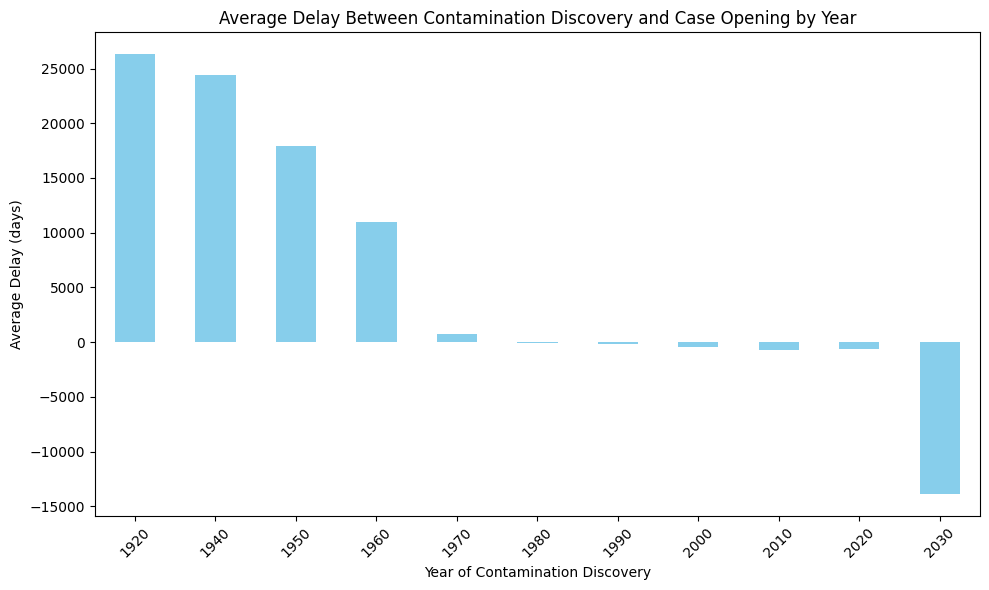 Average Delay Between Contamination Discovery and Case Opening by Year
Average Delay (days)
25000
20000
15000
10000
5000
0
−5000
−10000
−15000
1920 1940 1950 1960 1970 1980 1990 2000 2010 2020 2030
Year of Contamination Discovery